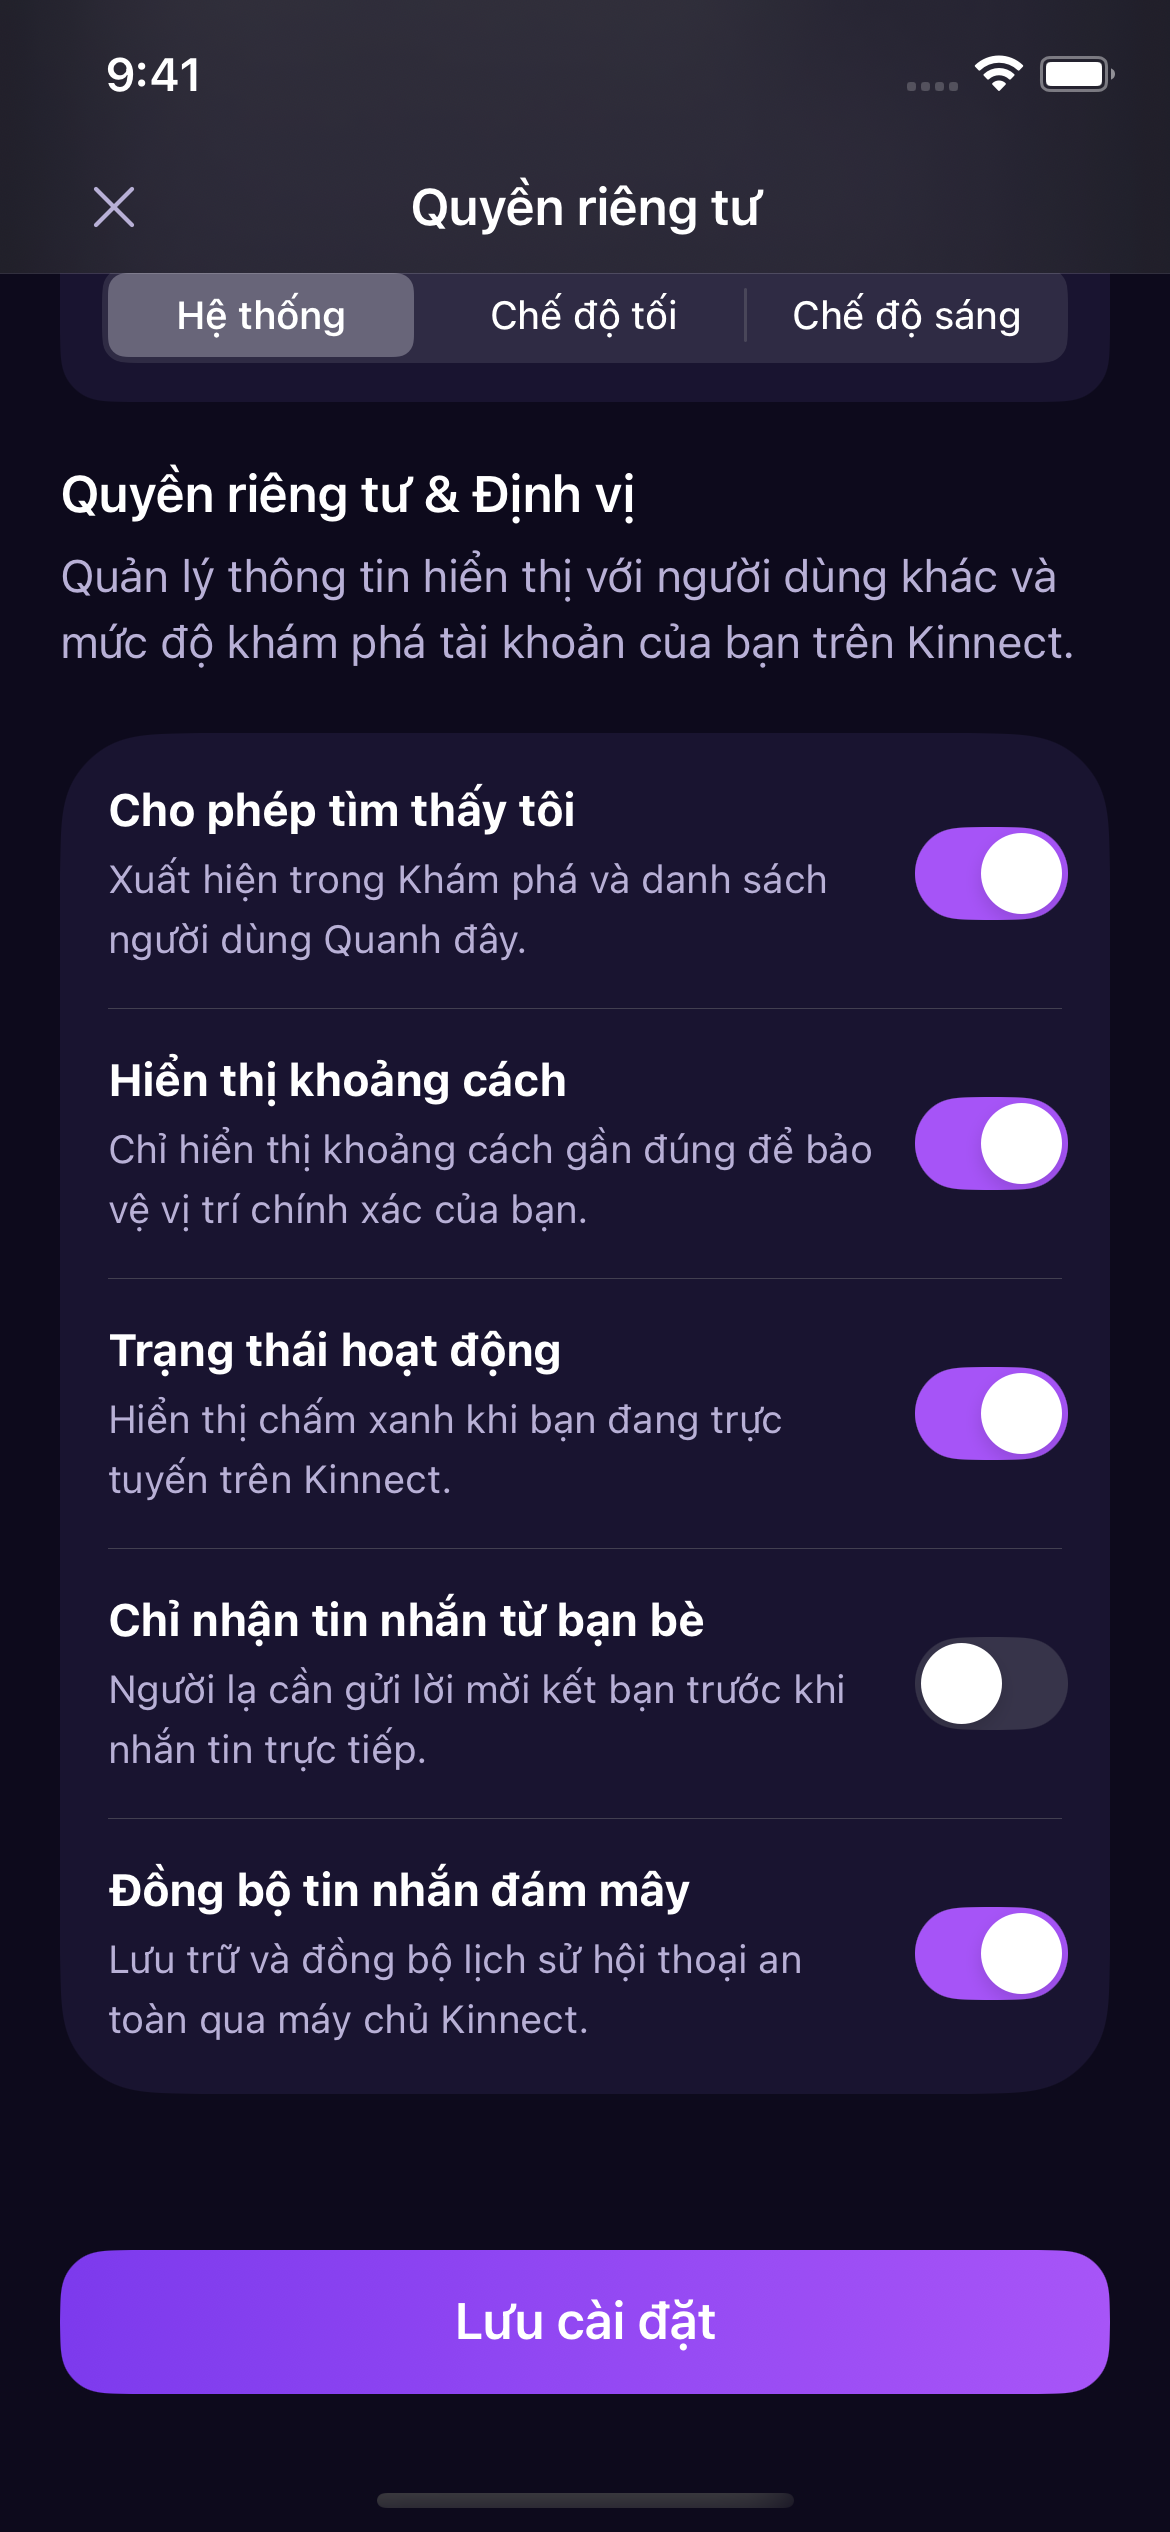 9:41
Quyền riêng tư
Hệ thống
Chế độ tối
Chế độ sáng
Quyền riêng tư & Định vị
Quản lý thông tin hiển thị với người dùng khác và
mức độ khám phá tài khoản của bạn trên Kinnect.
Cho phép tìm thấy tôi
Xuất hiện trong Khám phá và danh sách
người dùng Quanh đây.
Hiển thị khoảng cách
Chỉ hiển thị khoảng cách gần đúng để bảo
vệ vị trí chính xác của bạn.
Trạng thái hoạt động
Hiển thị chấm xanh khi bạn đang trực
tuyến trên Kinnect.
Chỉ nhận tin nhắn từ bạn bè
Người lạ cần gửi lời mời kết bạn trước khi
nhắn tin trực tiếp.
Đồng bộ tin nhắn đám mây
Lưu trữ và đồng bộ lịch sử hội thoại an
toàn qua máy chủ Kinnect.
Lưu cài đặt